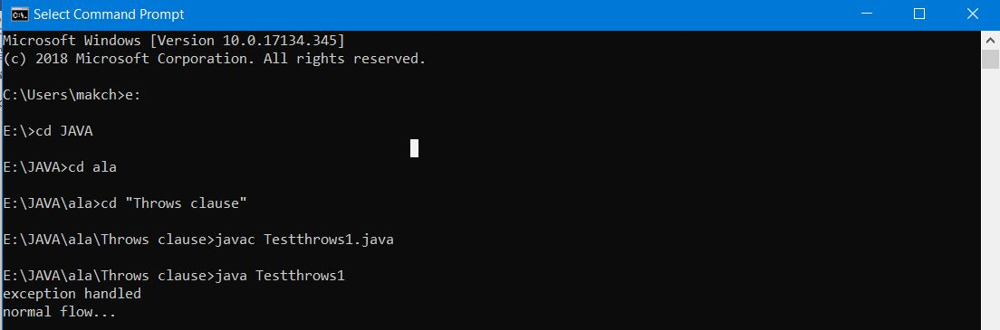 Select Command Prompt
Microsoft Windows [Version 10.0.17134.345]
(c) 2018 Microsoft Corporation. All rights reserved.
C:\Users\makch>e:
E:\>cd JAVA
E:\JAVA>cd ala
E:\JAVA\ala>cd "Throws clause"
E:\JAVA\ala\Throws clause>javac Testthrows1.java
E:\JAVA\ala\Throws clause>java Testthrows1
exception handled
normal flow...